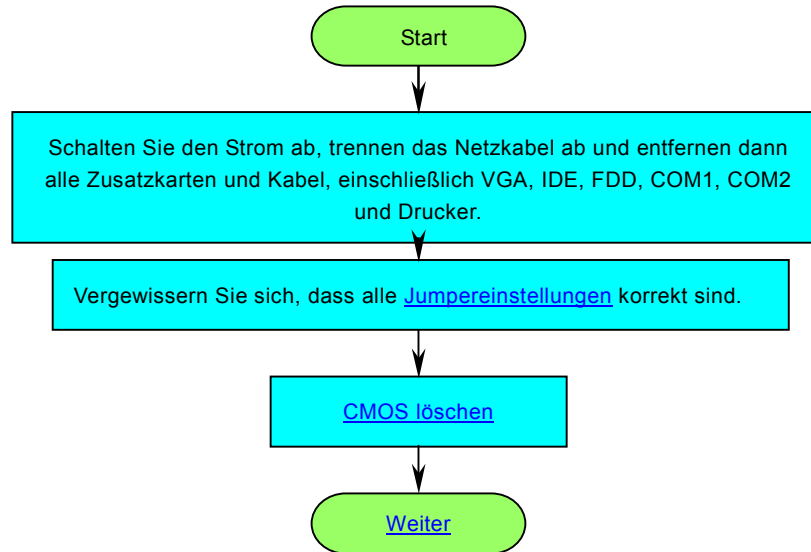 Start
Schalten Sie den Strom ab, trennen das Netzkabel ab und entfernen dann
alle Zusatzkarten und Kabel, einschließlich VGA, IDE, FDD, COM1, COM2
und Drucker.
Vergewissern Sie sich, dass alle Jumpereinstellungen korrekt sind.
CMOS löschen
Weiter